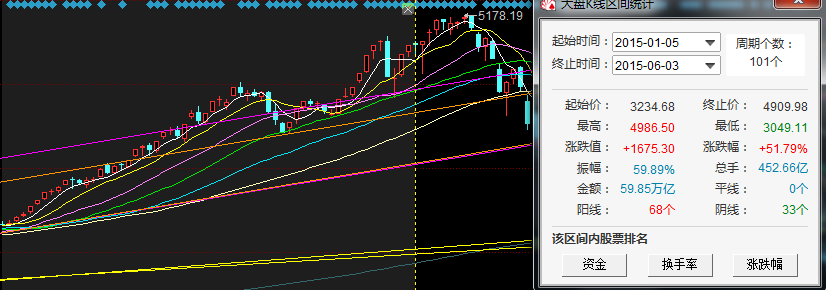 5178.19
大盘K线区间统计
起始时间： 2015-01-05
终止时间： 2015-06-03
周期个数：
101个
起始价： 3234.68 终止价： 4909.98
最高： 4986.50 最低： 3049.11
涨跌值： +1675.30 涨跌幅： +51.79%
振幅： 59.89% 总手： 452.66亿
金额： 59.85万亿 平线： 0个
阳线： 68个 阴线： 33个
该区间内股票排名
资金 换手率 涨跌幅